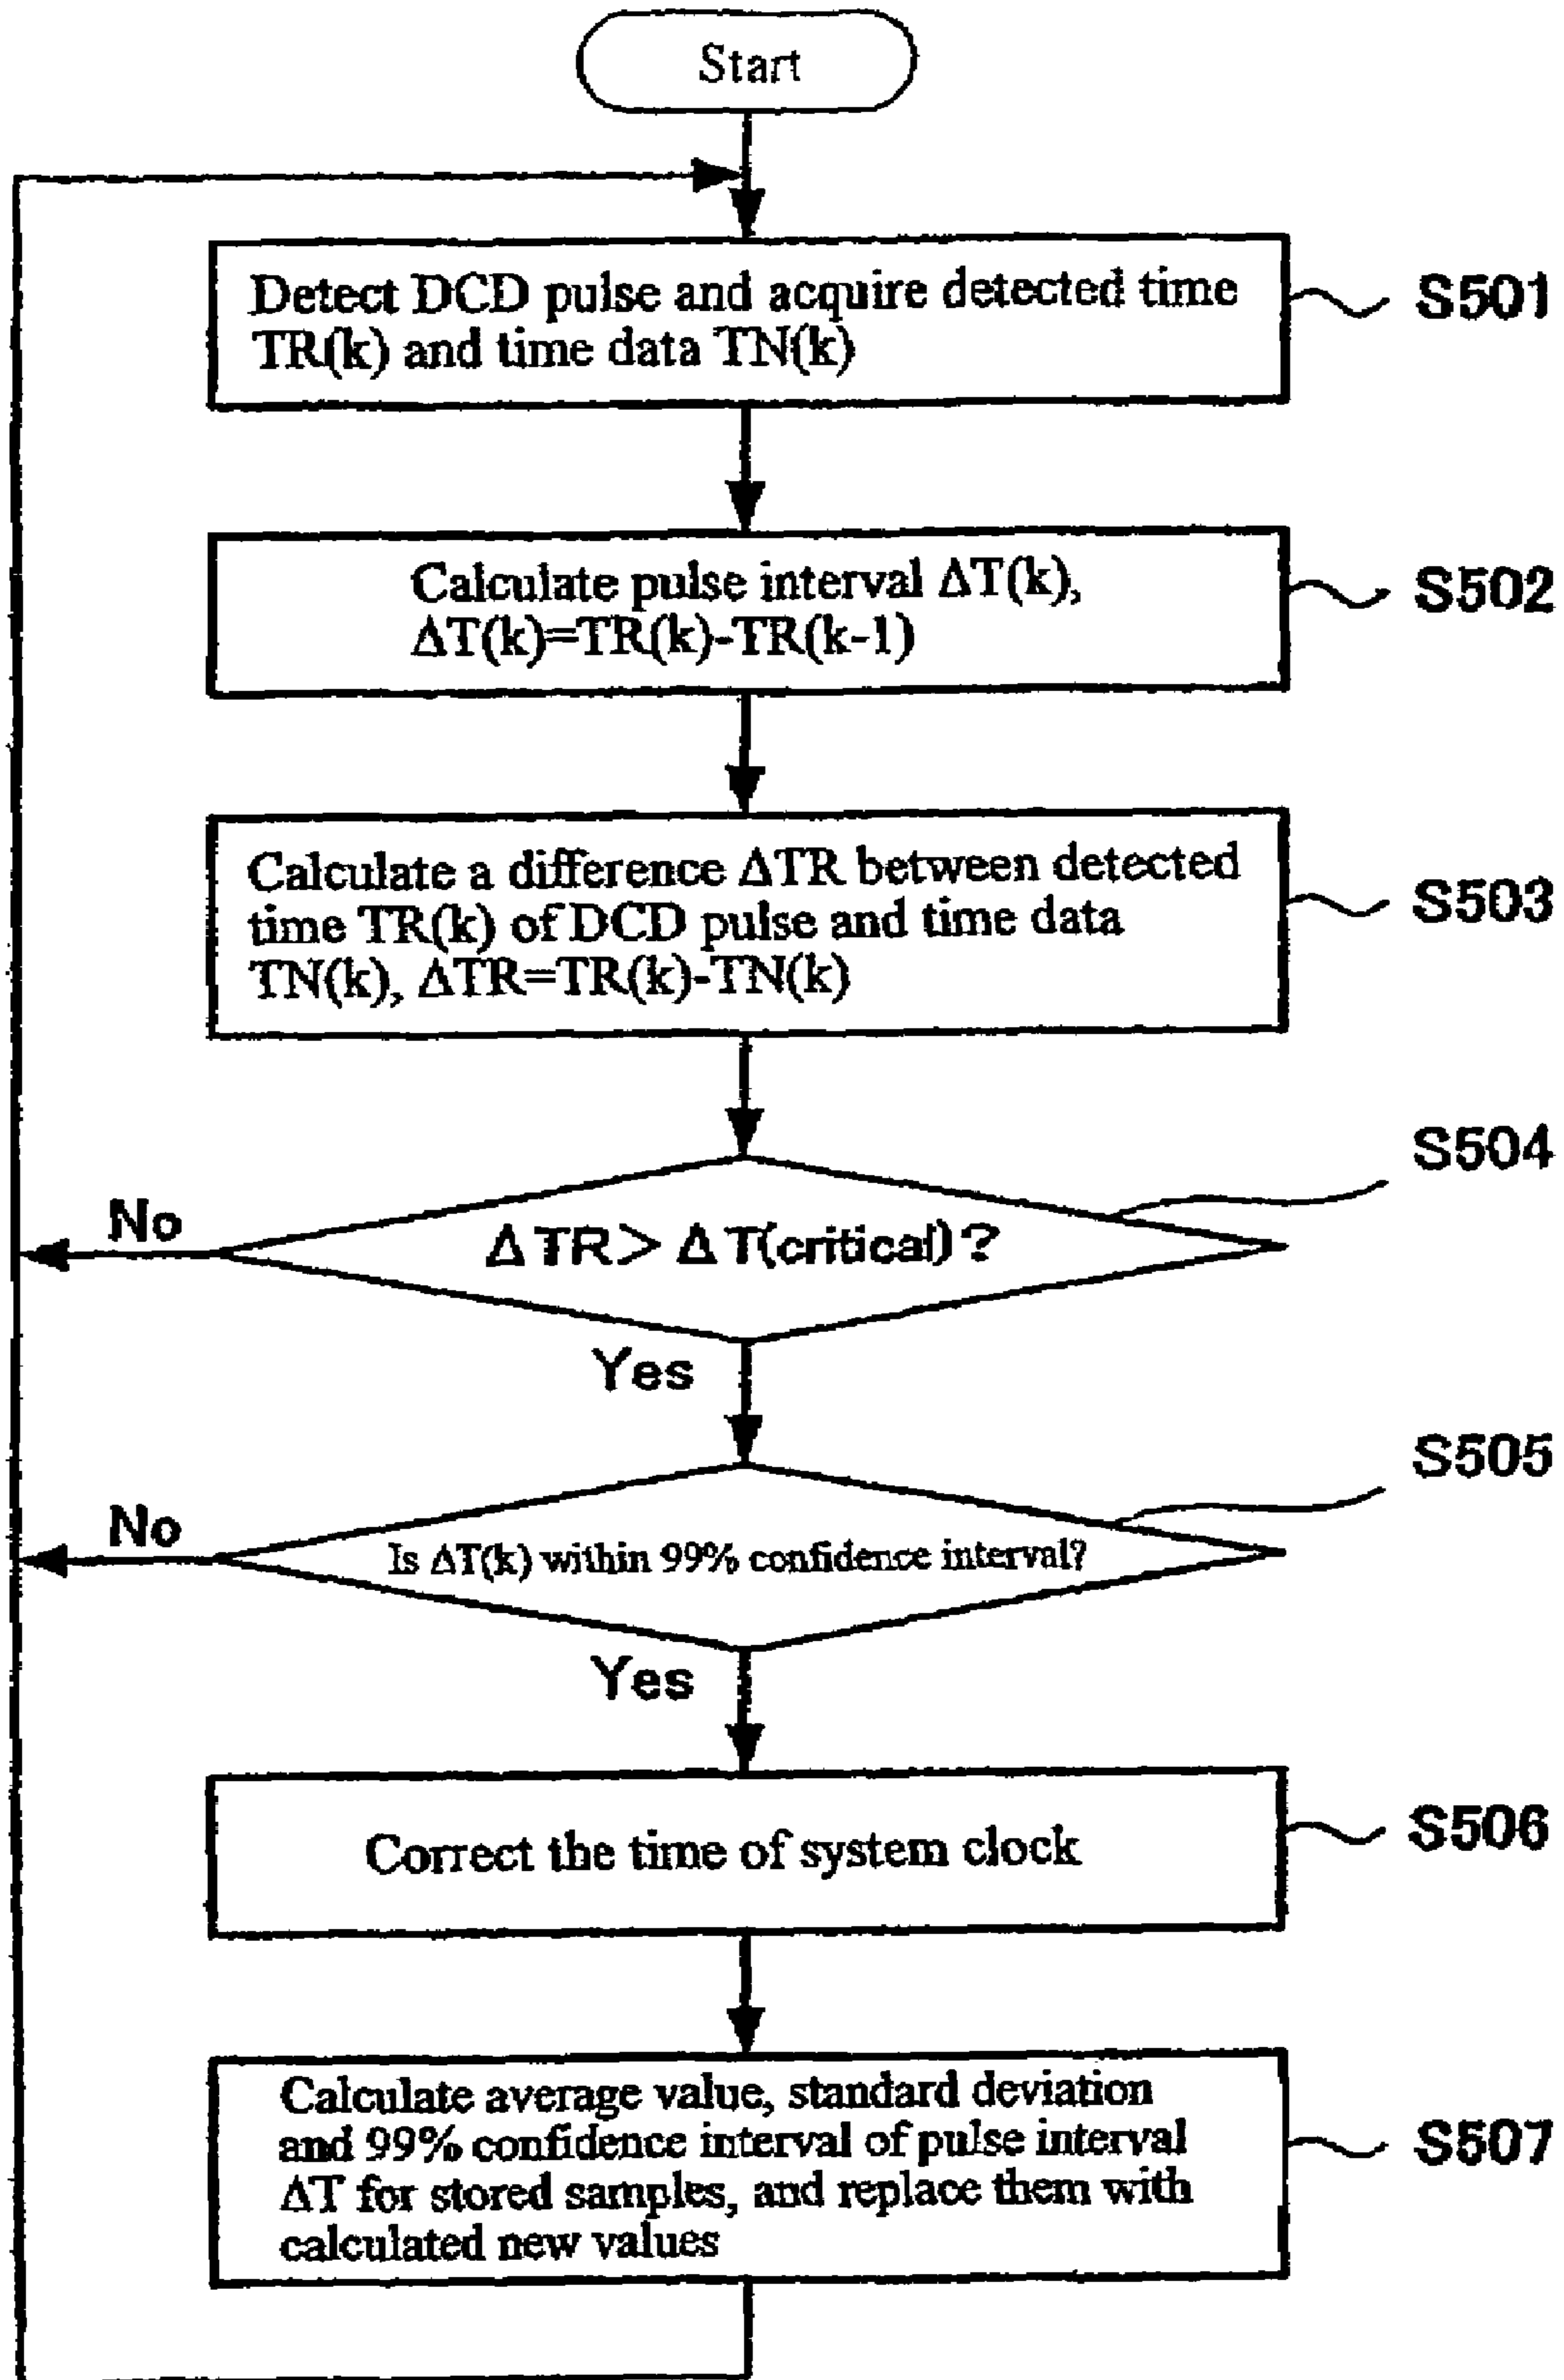 Start
Detect DCD pulse and acquire detected time
TR(k) and time data TN(k)
S501
Calculate pulse interval ΔT(k),
ΔT(k)=TR(k)-TR(k-1)
S502
Calculate a difference ΔTR between detected
time TR(k) of DCD pulse and time data
TN(k), ΔTR=TR(k)-TN(k)
S503
S504
No
ΔTR> ΔT(critical)?
Yes
S505
No
Is ΔT(k) within 99% confidence interval?
Yes
Correct the time of system clock
S506
Calculate average value, standard deviation
and 99% confidence interval of pulse interval
ΔT for stored samples, and replace them with
calculated new values
S507